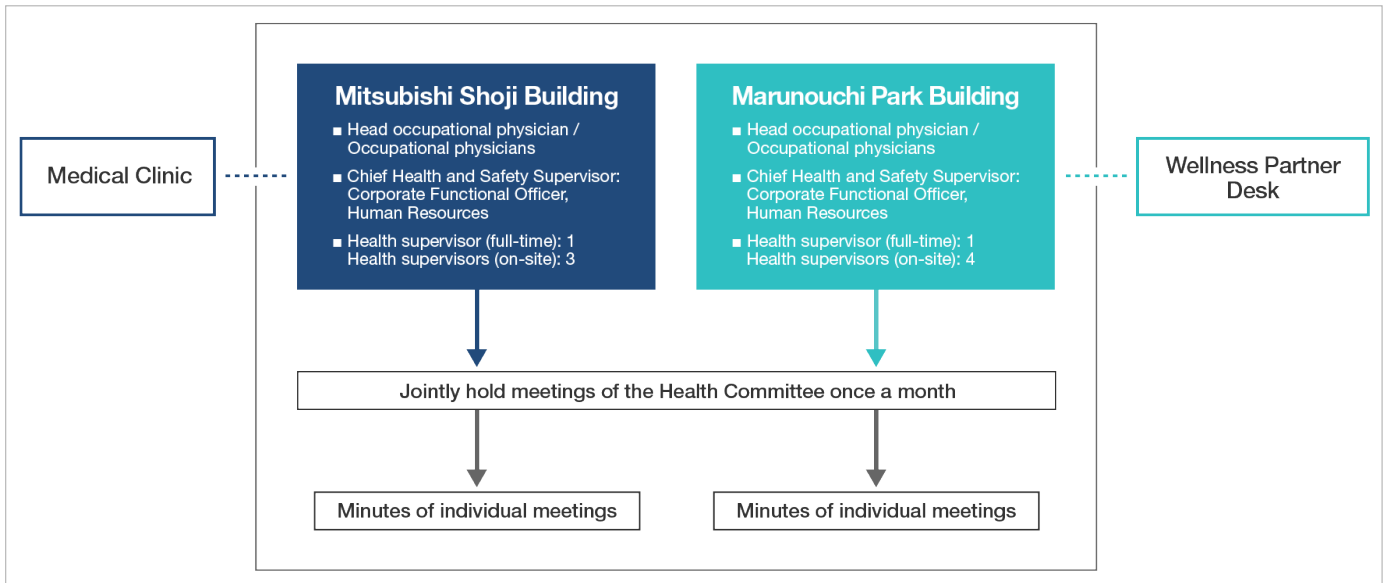 Medical Clinic
Mitsubishi Shoji Building
■ Head occupational physician /
Occupational physicians
■ Chief Health and Safety Supervisor:
Corporate Functional Officer,
Human Resources
■ Health supervisor (full-time): 1
Health supervisors (on-site): 3
Marunouchi Park Building
■ Head occupational physician /
Occupational physicians
■ Chief Health and Safety Supervisor:
Corporate Functional Officer,
Human Resources
■ Health supervisor (full-time): 1
Health supervisors (on-site): 4
Wellness Partner
Desk
Jointly hold meetings of the Health Committee once a month
Minutes of individual meetings
Minutes of individual meetings